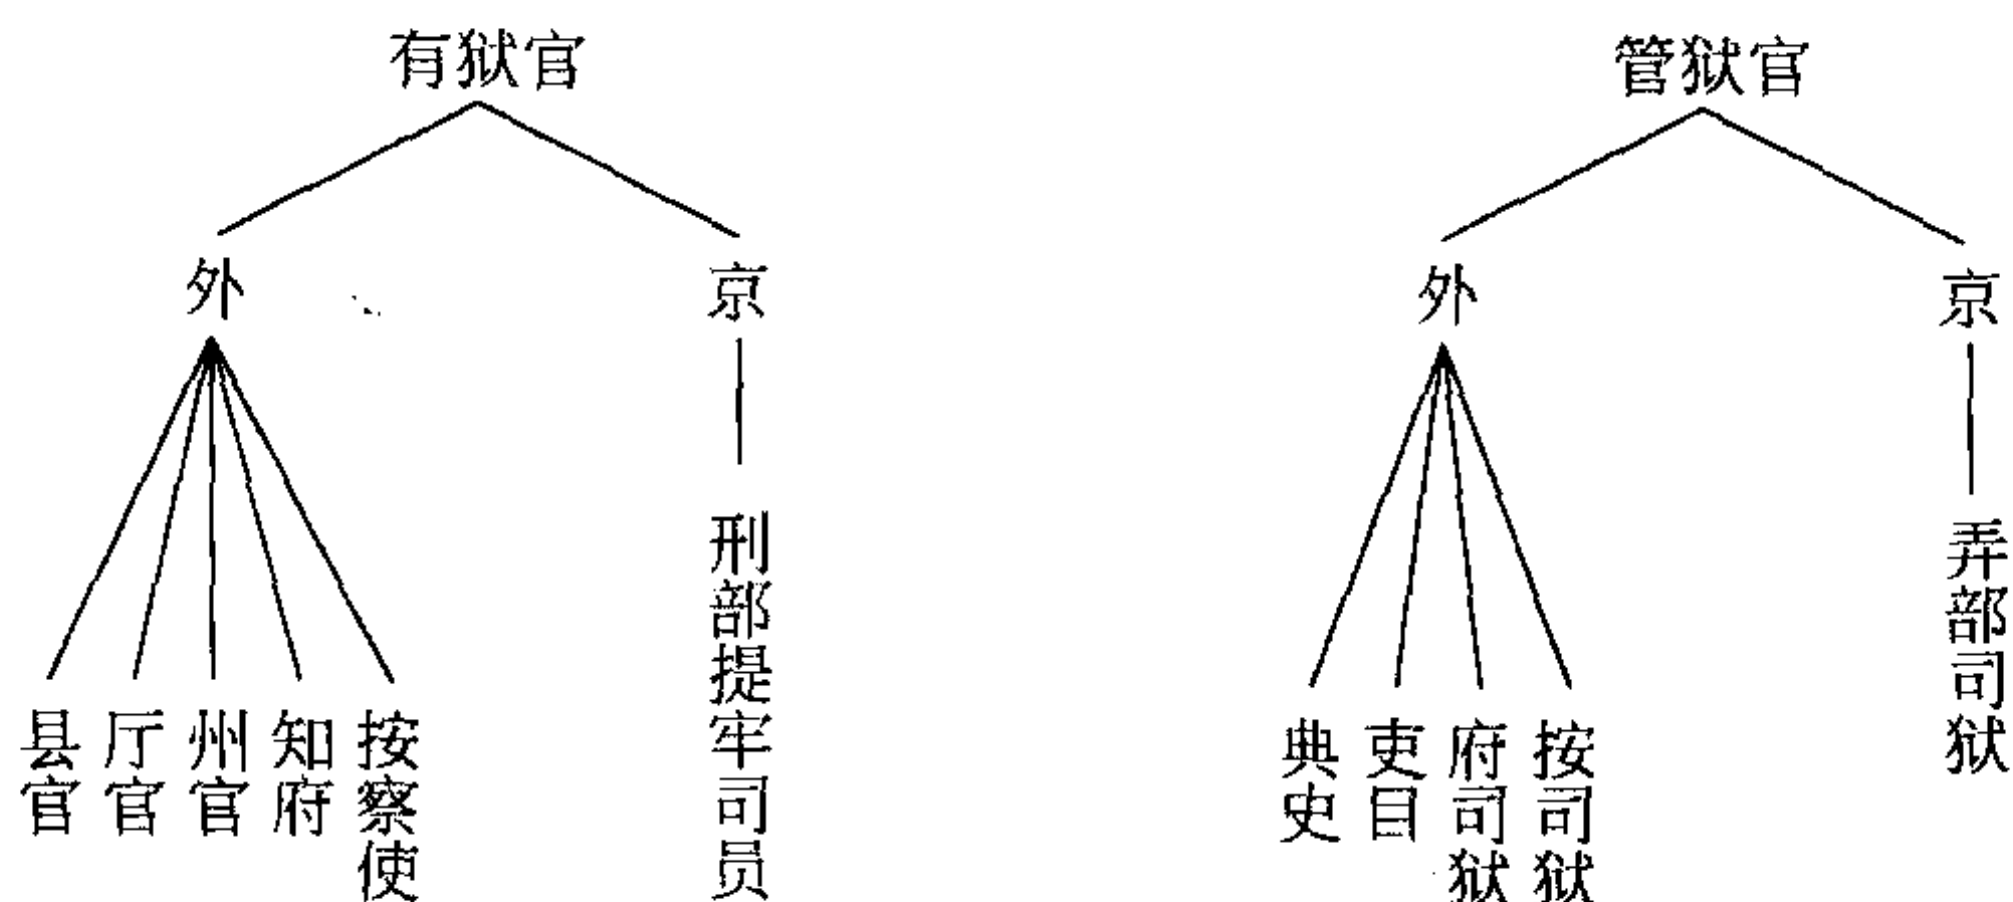 有狱官
外
京
县官
厅官
州官
知府
按察使
刑部提牢司员
管狱官
外
京
典史
吏目
府司狱
按司狱
弄部司狱